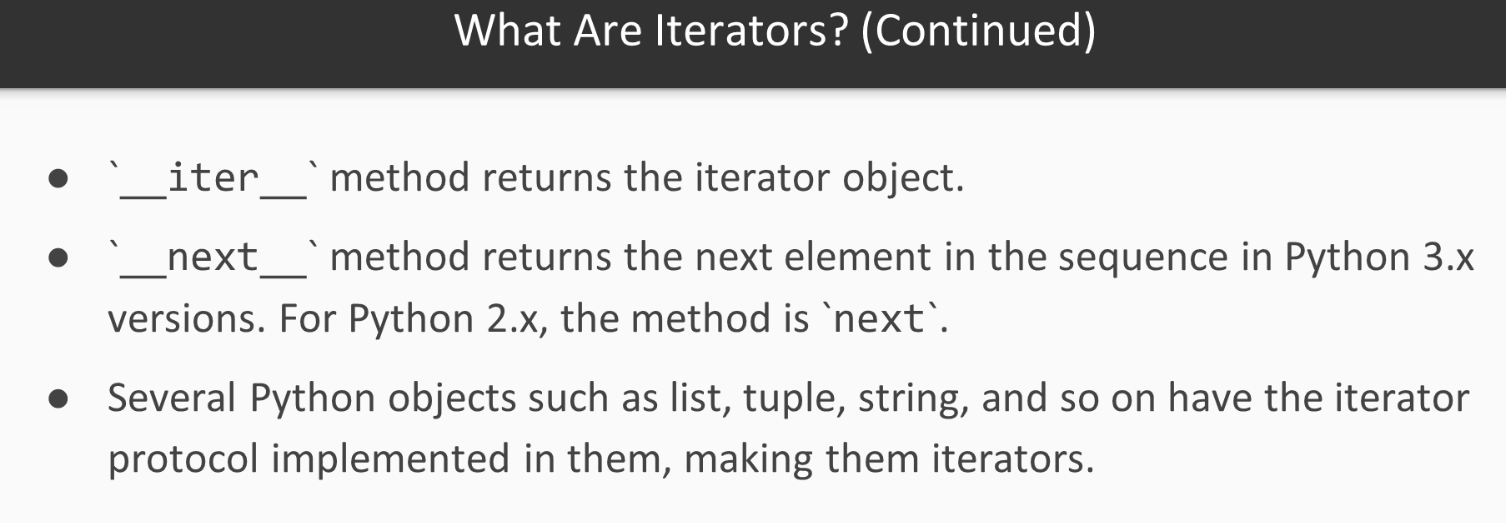 What Are Iterators? (Continued)
● `__iter__` method returns the iterator object.
● `__next__` method returns the next element in the sequence in Python 3.x
versions. For Python 2.x, the method is `next`.
● Several Python objects such as list, tuple, string, and so on have the iterator
protocol implemented in them, making them iterators.